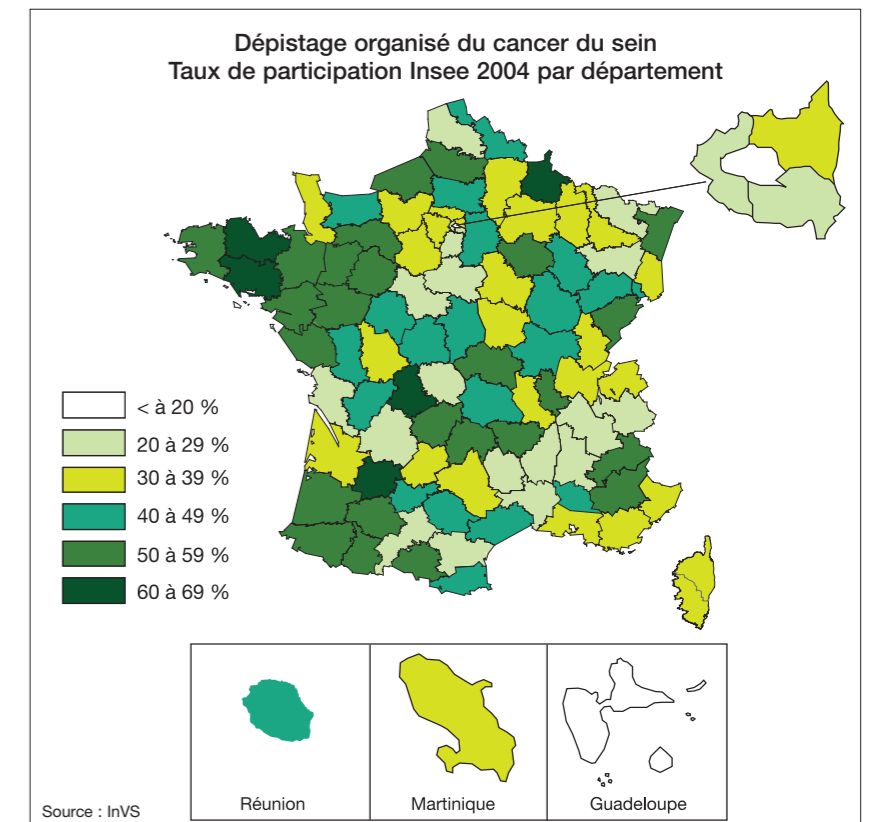 Dépistage organisé du cancer du sein
Taux de participation Insee 2004 par département
< à 20 %
20 à 29 %
30 à 39 %
40 à 49 %
50 à 59 %
60 à 69 %
Réunion
Martinique
Guadeloupe
Source : InVS